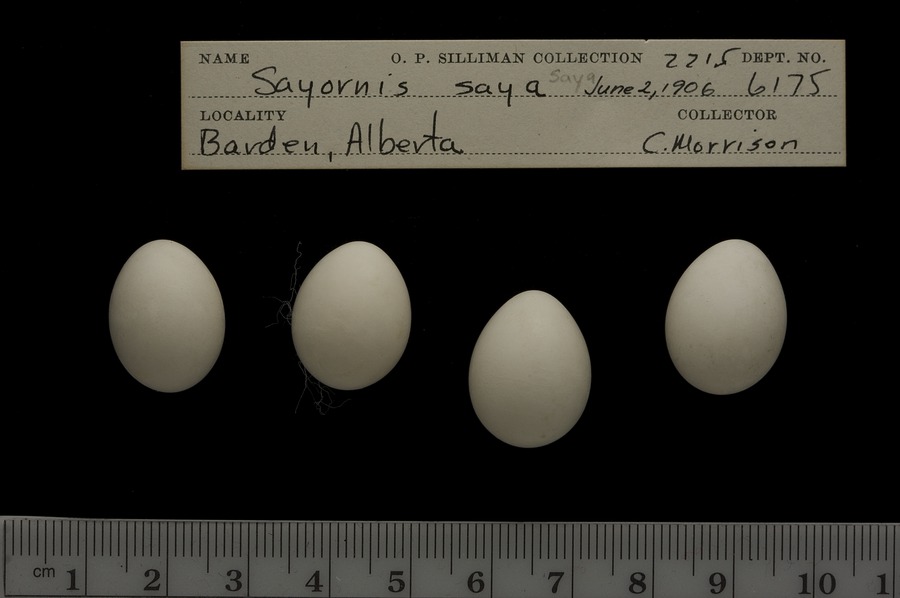 NAME O. P. SILLIMAN COLLECTION 2215 DEPT. NO.
Sayornis saya Saya June 2, 1906 6175
LOCALITY COLLECTOR
Barden, Alberta C. Morrison
cm 1 2 3 4 5 6 7 8 9 10 1